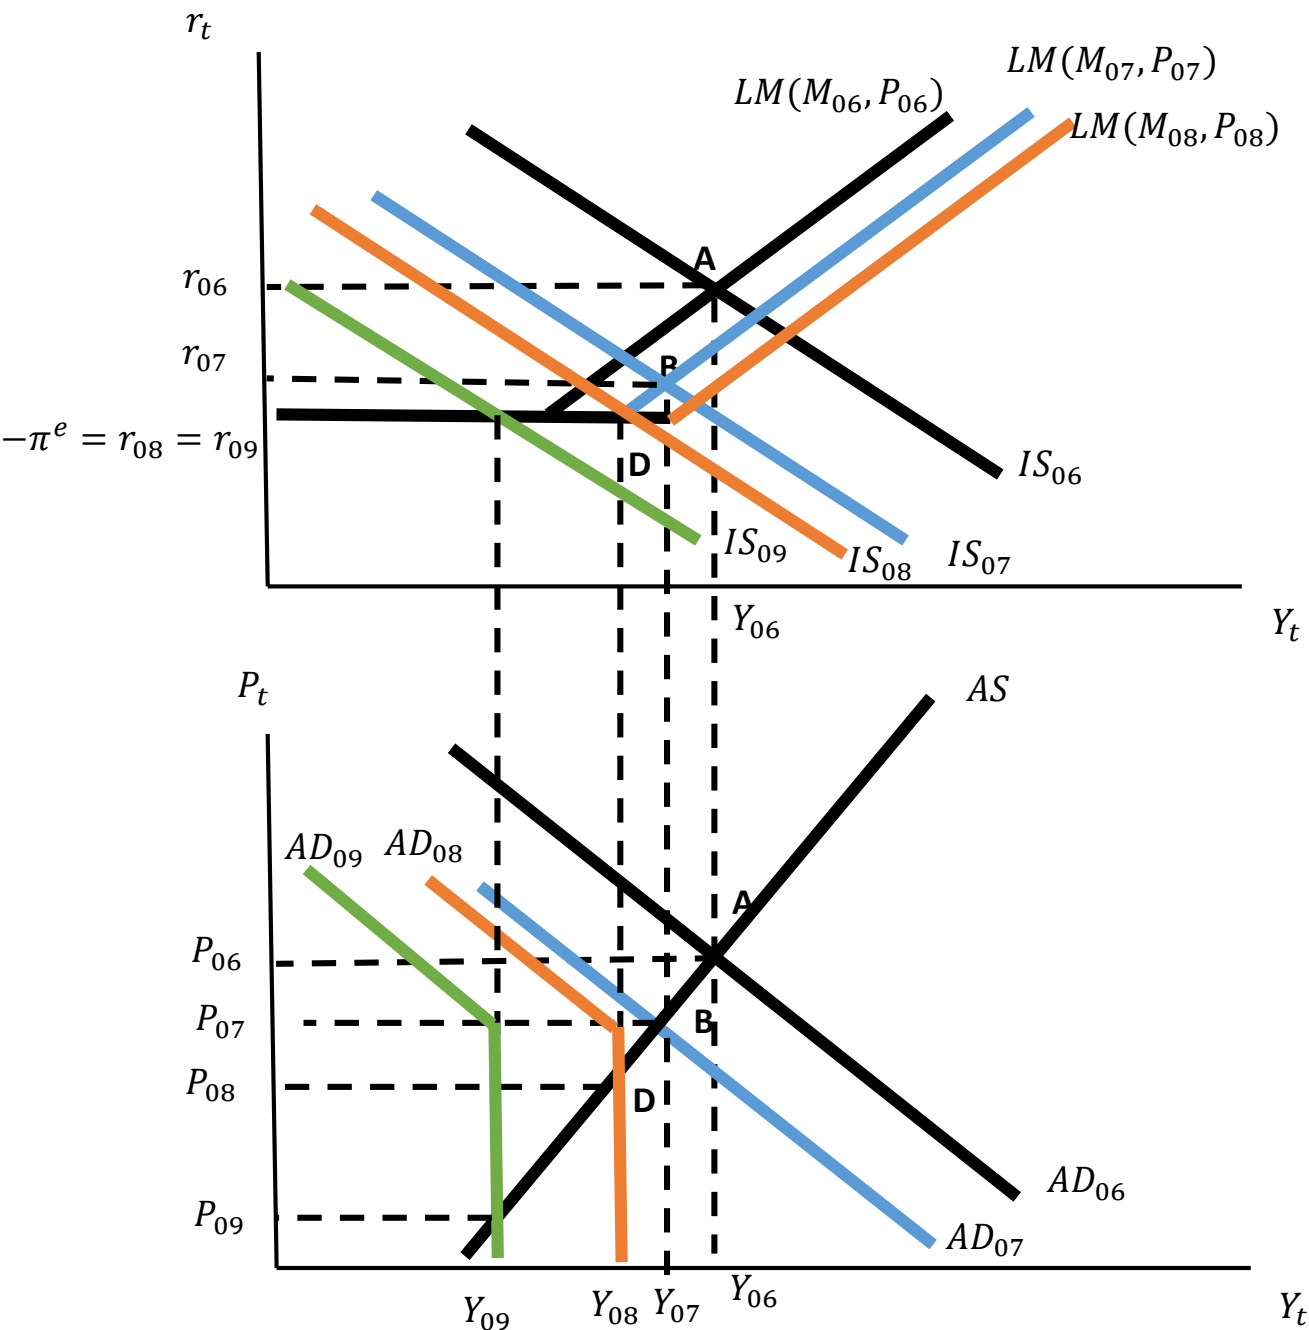 r_t
LM(M_07, P_07)
LM(M_06, P_06)
LM(M_08, P_08)
A
r_06
r_07
B
−π^e = r_08 = r_09
D
IS_06
IS_09
IS_08
IS_07
Y_06
Y_t
P_t
AS
AD_09
AD_08
A
P_06
P_07
B
P_08
D
AD_06
P_09
AD_07
Y_09
Y_08
Y_07
Y_06
Y_t